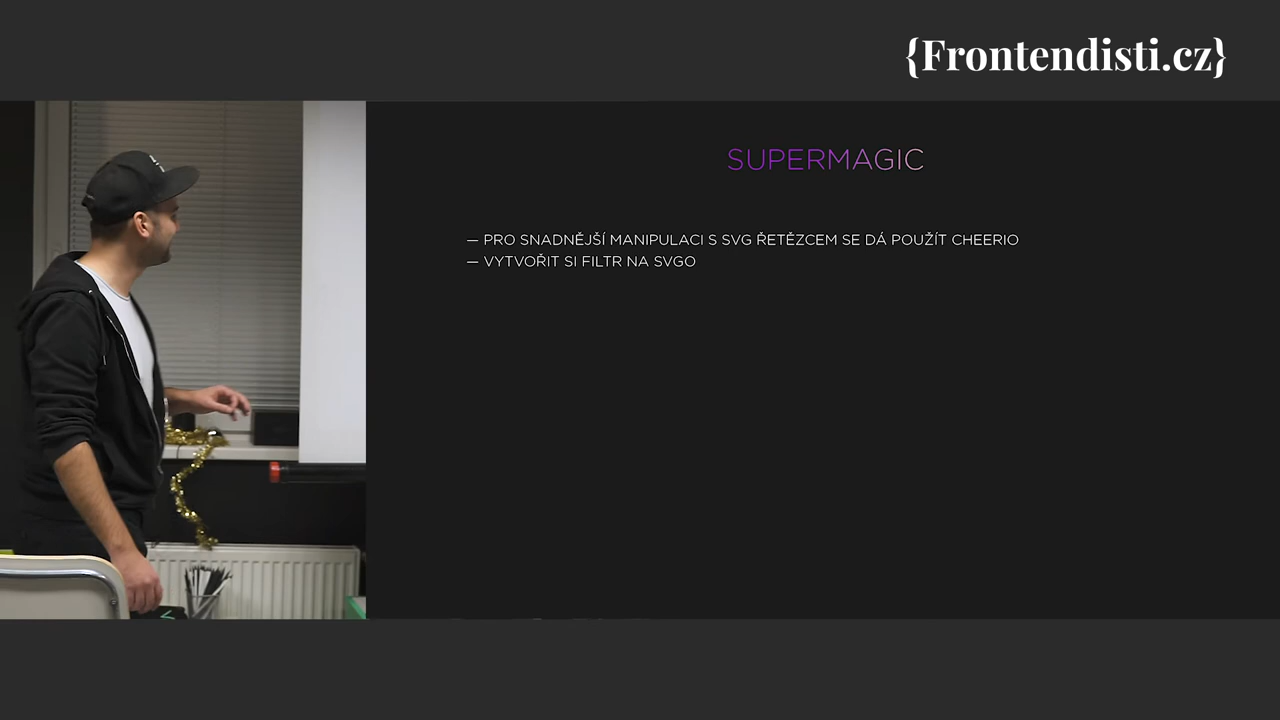 {Frontendisti.cz}
SUPERMAGIC
— PRO SNADNĚJŠÍ MANIPULACI S SVG ŘETĚZCEM SE DÁ POUŽÍT CHEERIO
— VYTVOŘIT SI FILTR NA SVGO